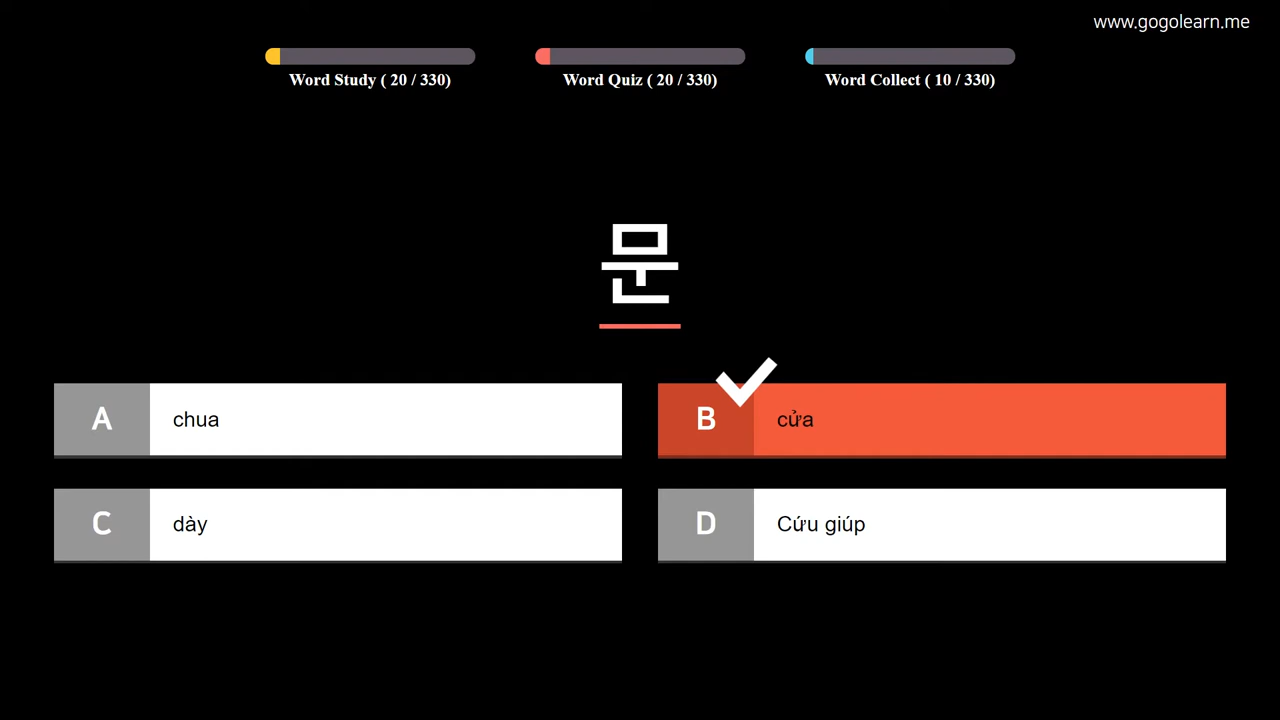 www.gogolearn.me
Word Study ( 20 / 330)
Word Quiz ( 20 / 330)
Word Collect ( 10 / 330)
문
A chua
B cửa
C dày
D Cứu giúp